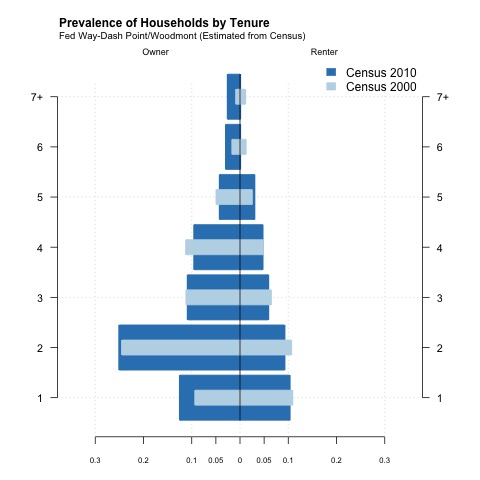 Prevalence of Households by Tenure
Fed Way-Dash Point/Woodmont (Estimated from Census)
Owner Renter
Census 2010
Census 2000
7+ 7+
6 6
5 5
4 4
3 3
2 2
1 1
0.3 0.2 0.1 0.05 0 0.05 0.1 0.2 0.3